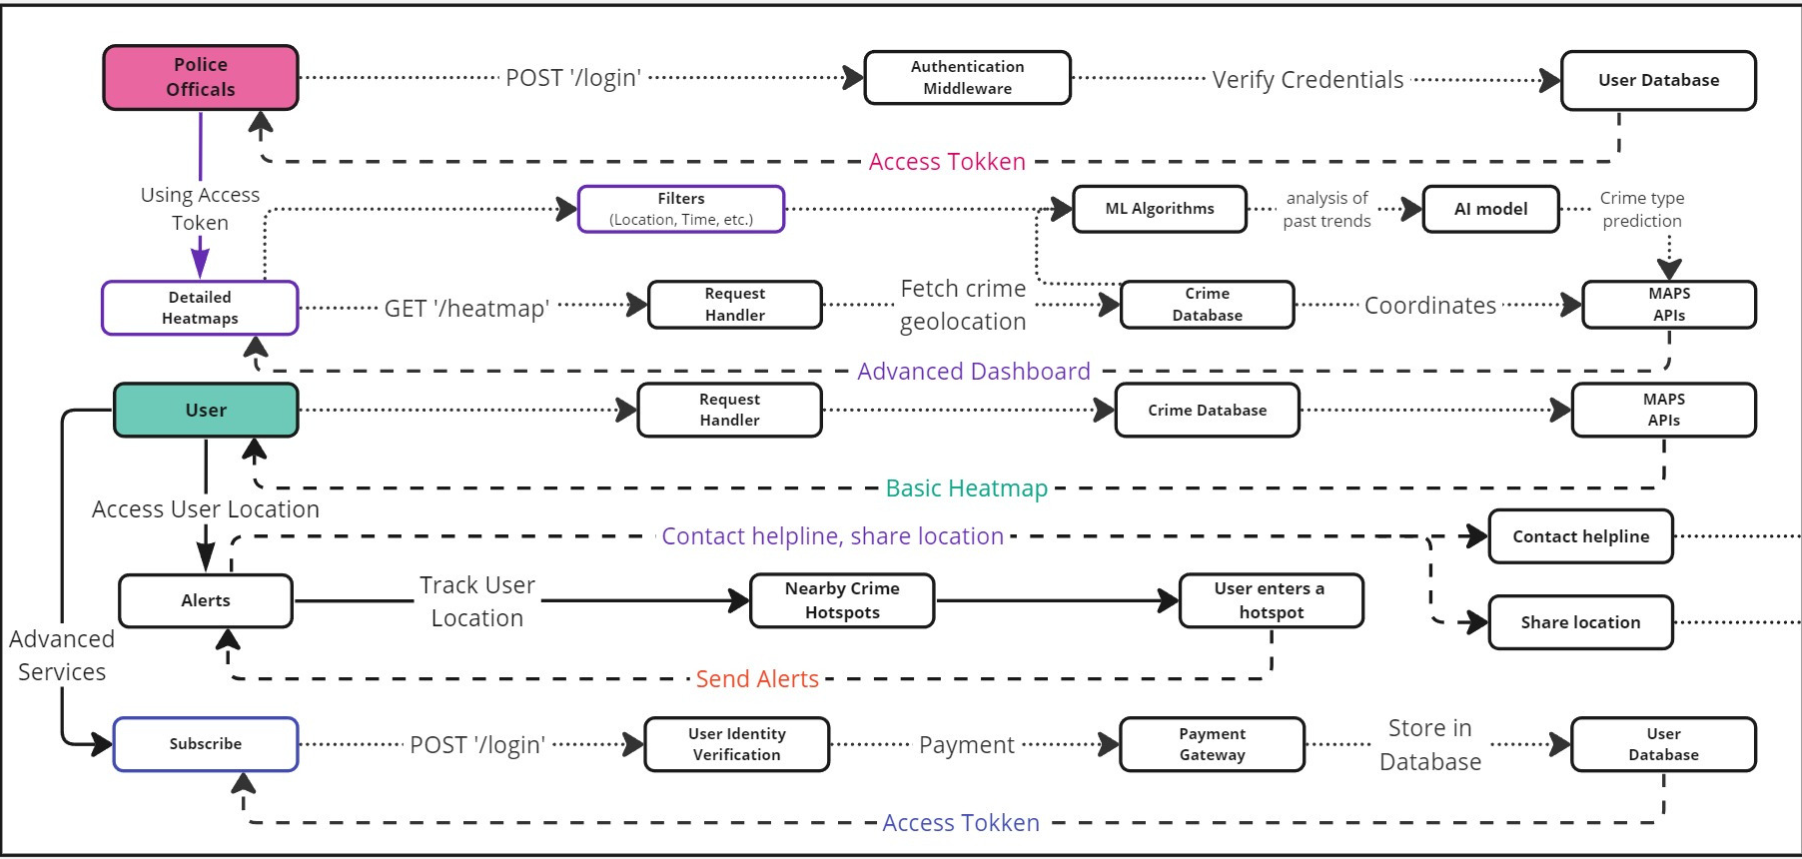 Police
Officals
POST '/login'
Authentication
Middleware
Verify Credentials
User Database
Access Tokken
Using Access
Token
Filters
(Location, Time, etc.)
ML Algorithms
analysis of
past trends
AI model
Crime type
prediction
Detailed
Heatmaps
GET '/heatmap'
Request
Handler
Fetch crime
geolocation
Crime
Database
Coordinates
MAPS
APIs
Advanced Dashboard
User
Request
Handler
Crime Database
MAPS
APIs
Basic Heatmap
Access User Location
Contact helpline, share location
Contact helpline
Alerts
Track User
Location
Nearby Crime
Hotspots
User enters a
hotspot
Share location
Advanced
Services
Send Alerts
Subscribe
POST '/login'
User Identity
Verification
Payment
Payment
Gateway
Store in
Database
User
Database
Access Tokken